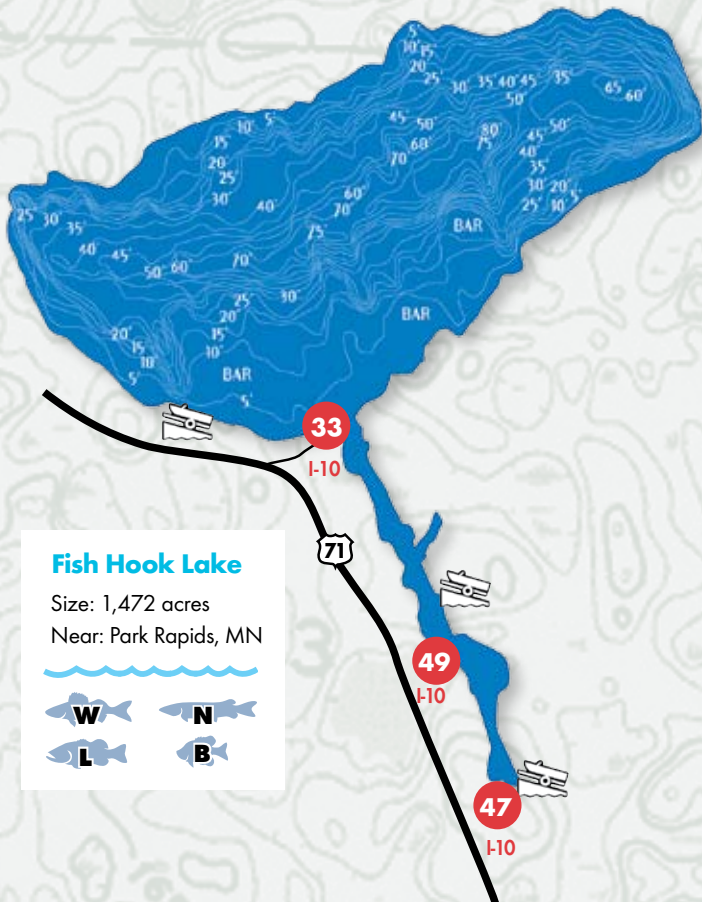 5'
10' 15'
20'
25' 30' 35' 40' 45' 35'
50' 65' 60'
45' 50'
60' 80' 45' 50'
70' 75' 40'
35'
30' 20' 5'
25' 10'
10' 5'
15'
20'
25'
30' 40' 60'
70'
75'
25' 30' 35'
40' 45'
50' 60' 70'
BAR
25' 30'
20'
15'
10'
20'
15'
10'
5'
BAR
BAR
5'
33
I-10
71
Fish Hook Lake
Size: 1,472 acres
Near: Park Rapids, MN
W N
L B
49
I-10
47
I-10